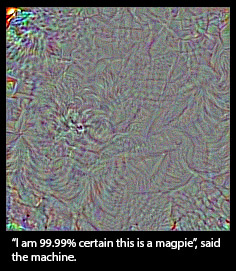 “I am 99.99% certain this is a magpie”, said
the machine.